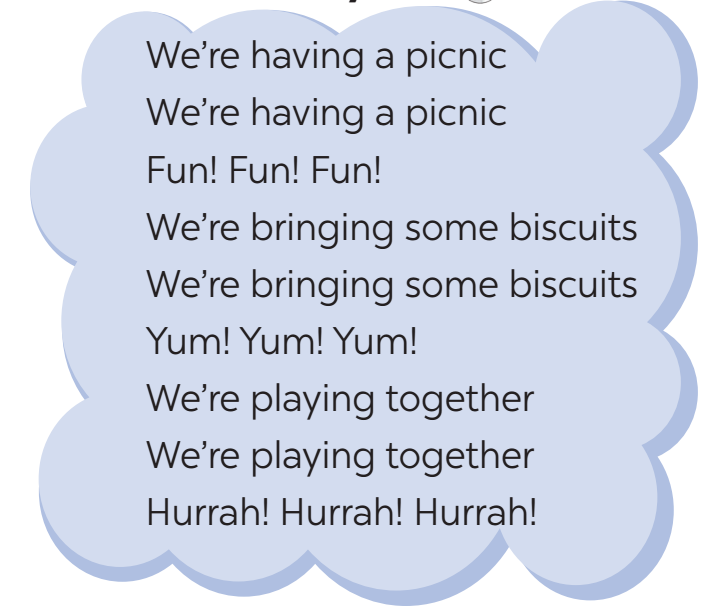 We’re having a picnic
We’re having a picnic
Fun! Fun! Fun!
We’re bringing some biscuits
We’re bringing some biscuits
Yum! Yum! Yum!
We’re playing together
We’re playing together
Hurrah! Hurrah! Hurrah!